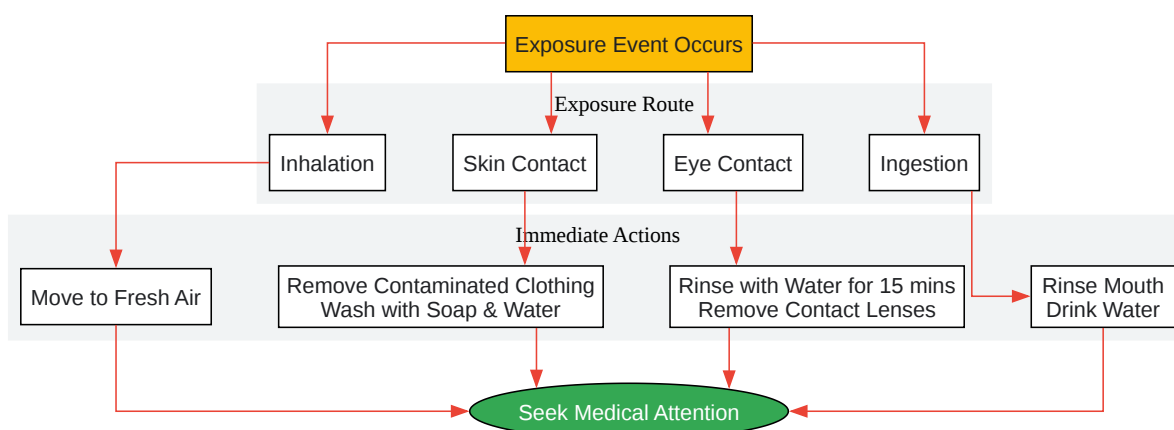 Exposure Event Occurs
Exposure Route
Inhalation
Skin Contact
Eye Contact
Ingestion
Immediate Actions
Move to Fresh Air
Remove Contaminated Clothing
Wash with Soap & Water
Rinse with Water for 15 mins
Remove Contact Lenses
Rinse Mouth
Drink Water
Seek Medical Attention